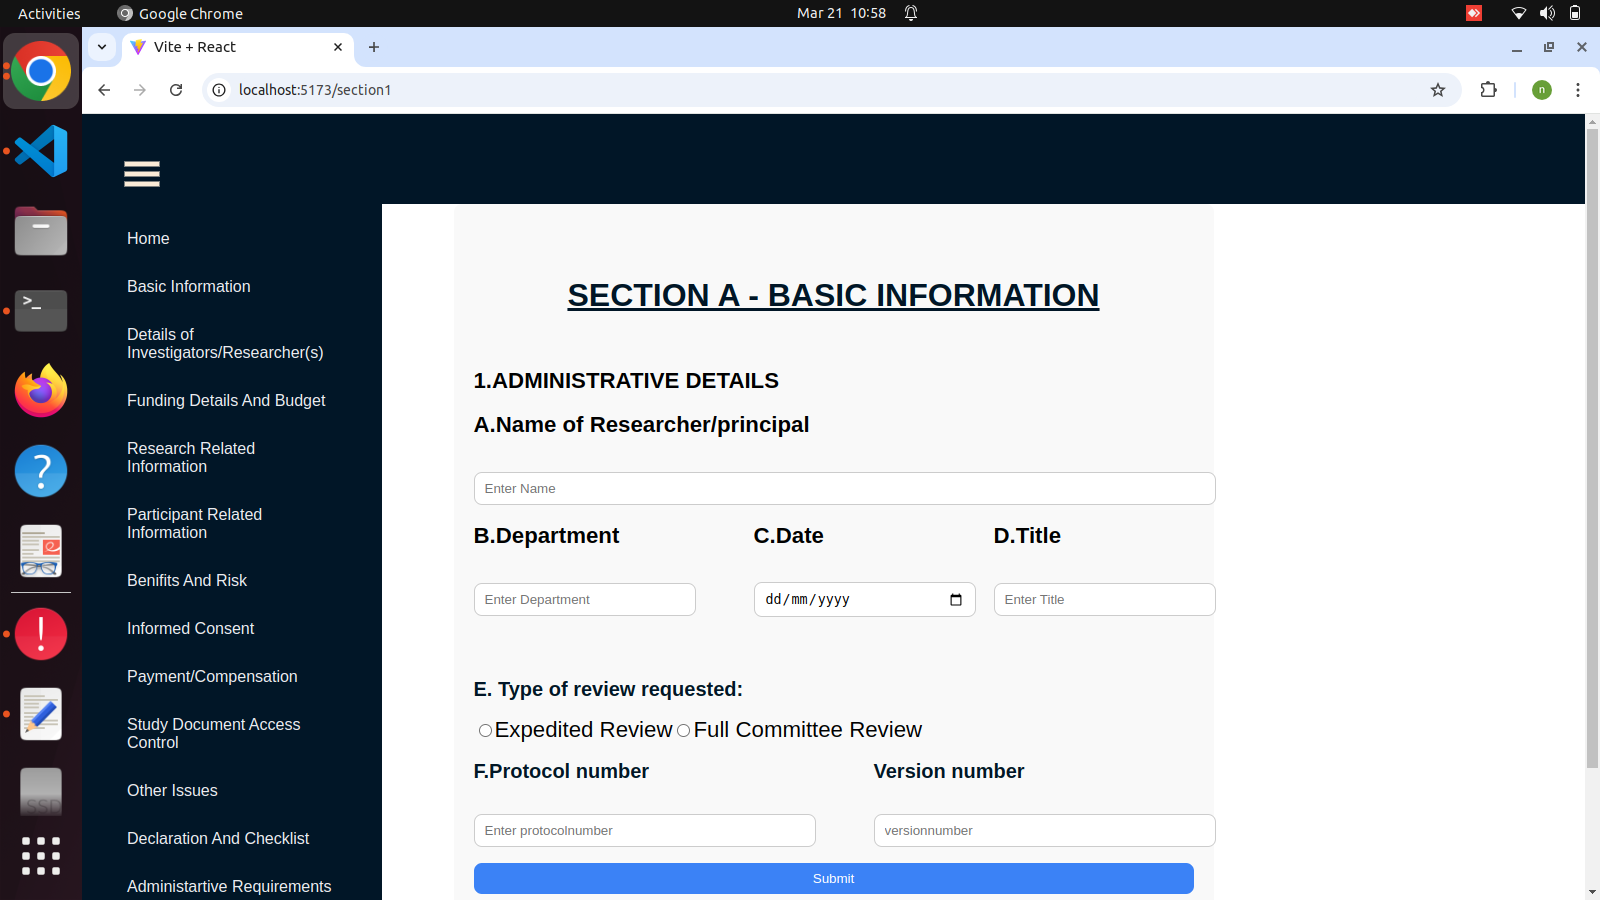 Activities
Google Chrome
Mar 21 10:58
Vite + React
localhost:5173/section1
n
Home
Basic Information
Details of
Investigators/Researcher(s)
Funding Details And Budget
Research Related
Information
Participant Related
Information
Benifits And Risk
Informed Consent
Payment/Compensation
Study Document Access
Control
Other Issues
Declaration And Checklist
Administartive Requirements
SECTION A - BASIC INFORMATION
1.ADMINISTRATIVE DETAILS
A.Name of Researcher/principal
Enter Name
B.Department C.Date D.Title
Enter Department dd/mm/yyyy Enter Title
E. Type of review requested:
Expedited Review Full Committee Review
F.Protocol number Version number
Enter protocolnumber versionnumber
Submit
>_
?
!
SSD